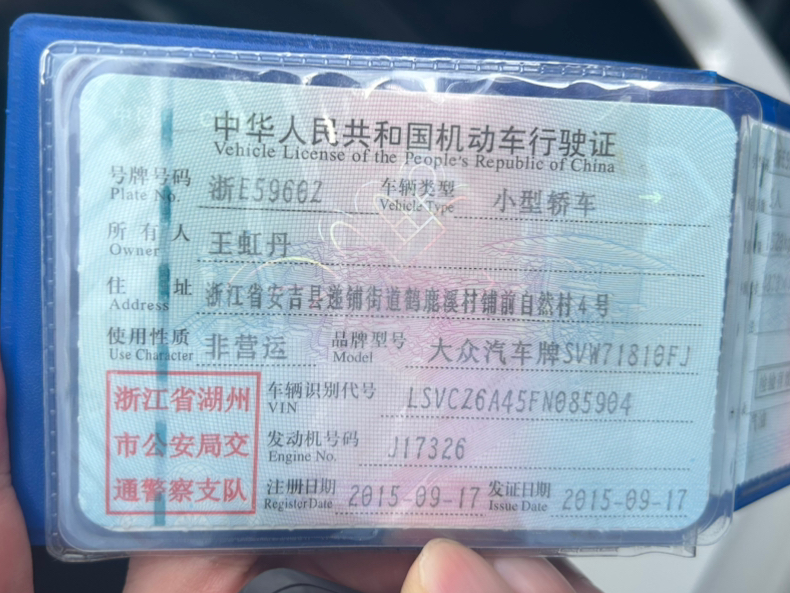 中华人民共和国机动车行驶证
Vehicle License of the People's Republic of China
号牌号码 浙E5960Z 车辆类型 小型轿车
Plate No. Vehicle Type
所有人 王虹丹
Owner
住址 浙江省安吉县递铺街道鹤鹿溪村铺前自然村4号
Address
使用性质 非营运 品牌型号 大众汽车牌SVW71810FJ
Use Character Model
浙江省湖州
市公安局交
通警察支队
车辆识别代号 LSVCZ6A45FN085904
VIN
发动机号码 J17326
Engine No.
注册日期 2015-09-17 发证日期 2015-09-17
Register Date Issue Date